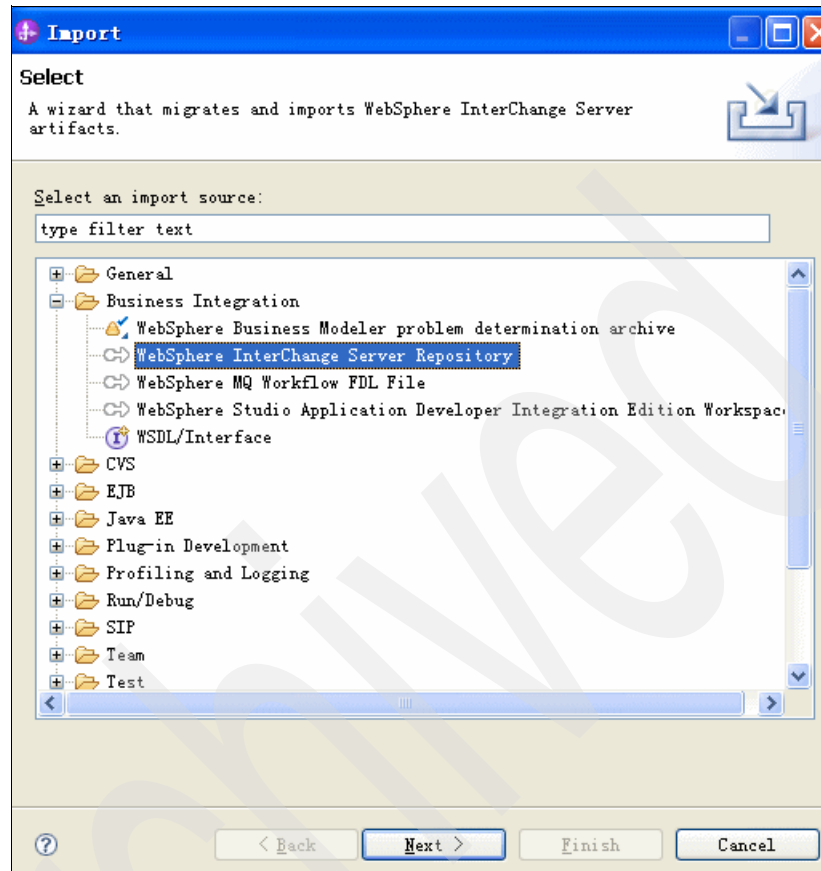 Import
Select
A wizard that migrates and imports WebSphere InterChange Server
artifacts.
Select an import source:
type filter text
General
Business Integration
WebSphere Business Modeler problem determination archive
WebSphere InterChange Server Repository
WebSphere MQ Workflow FDL File
WebSphere Studio Application Developer Integration Edition Workspac
WSDL/Interface
CVS
EJB
Java EE
Plug-in Development
Profiling and Logging
Run/Debug
SIP
Team
Test
< Back Next > Finish Cancel